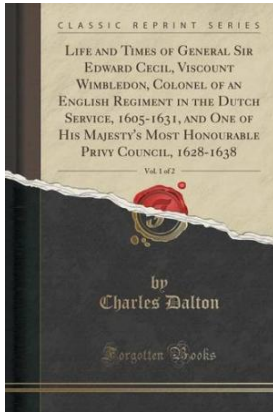 CLASSIC REPRINT SERIES
LIFE AND TIMES OF GENERAL SIR
EDWARD CECIL, VISCOUNT
WIMBLEDON, COLONEL OF AN
ENGLISH REGIMENT IN THE DUTCH
SERVICE, 1605-1631, AND ONE OF
HIS MAJESTY'S MOST HONOURABLE
PRIVY COUNCIL, 1628-1638
Vol. 1 of 2
by
Charles Dalton
Forgotten Books